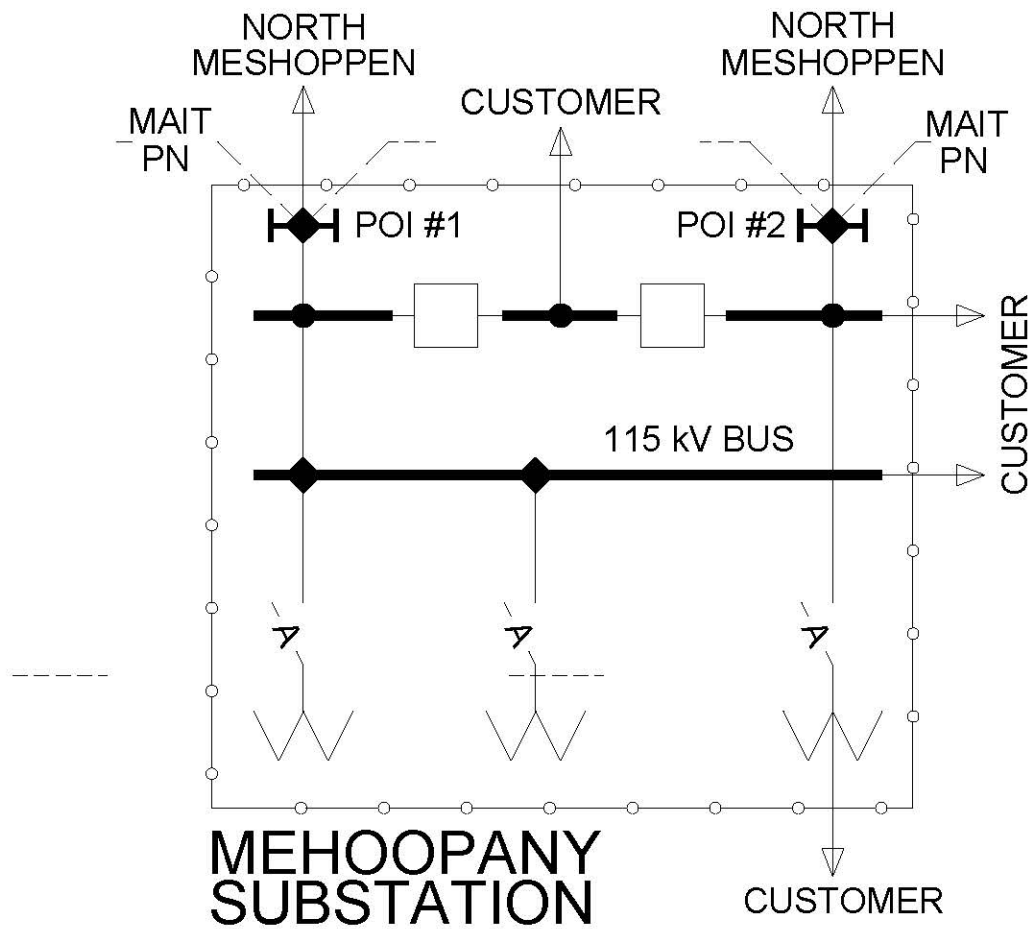 NORTH
MESHOPPEN
NORTH
MESHOPPEN
CUSTOMER
MAIT
PN
MAIT
PN
POI #1
POI #2
CUSTOMER
115 kV BUS
A
A
A
MEHOOPANY
SUBSTATION
CUSTOMER